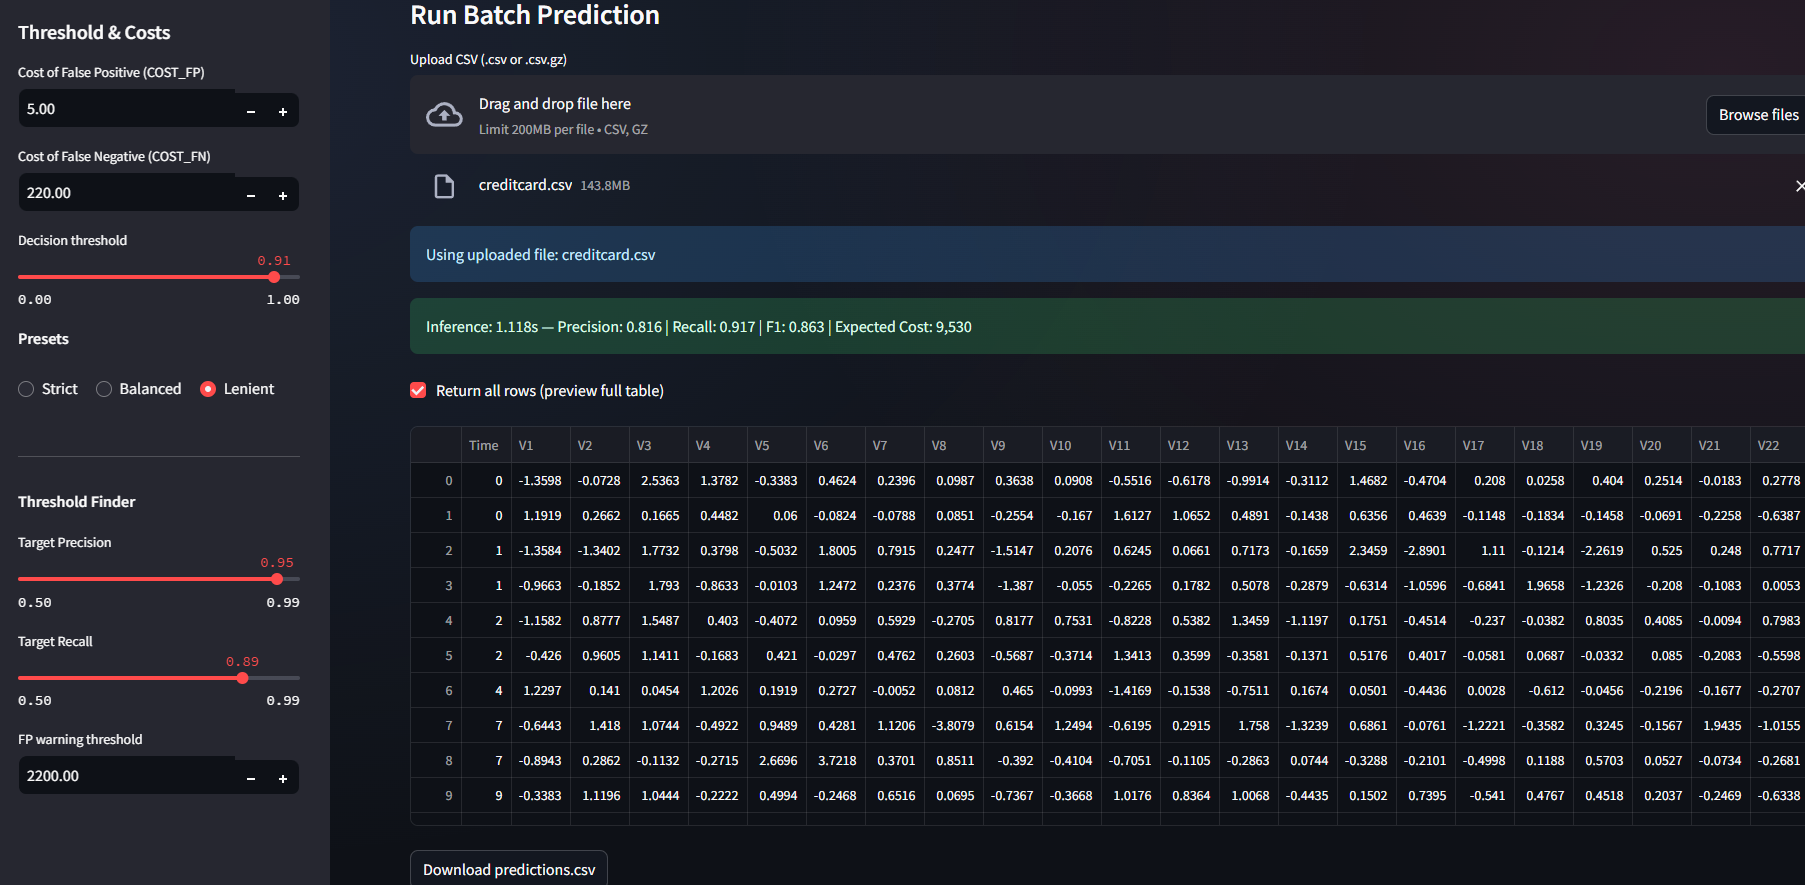 Threshold & Costs
Cost of False Positive (COST_FP)
5.00
− +
Cost of False Negative (COST_FN)
220.00
− +
Decision threshold
0.91
0.00 1.00
Presets
Strict Balanced Lenient
Threshold Finder
Target Precision
0.95
0.50 0.99
Target Recall
0.89
0.50 0.99
FP warning threshold
2200.00
− +
Run Batch Prediction
Upload CSV (.csv or .csv.gz)
Drag and drop file here
Limit 200MB per file • CSV, GZ
Browse files
creditcard.csv 143.8MB
Using uploaded file: creditcard.csv
Inference: 1.118s — Precision: 0.816 | Recall: 0.917 | F1: 0.863 | Expected Cost: 9,530
Return all rows (preview full table)
Time V1 V2 V3 V4 V5 V6 V7 V8 V9 V10 V11 V12 V13 V14 V15 V16 V17 V18 V19 V20 V21 V22
0 0 -1.3598 -0.0728 2.5363 1.3782 -0.3383 0.4624 0.2396 0.0987 0.3638 0.0908 -0.5516 -0.6178 -0.9914 -0.3112 1.4682 -0.4704 0.208 0.0258 0.404 0.2514 -0.0183 0.2778
1 0 1.1919 0.2662 0.1665 0.4482 0.06 -0.0824 -0.0788 0.0851 -0.2554 -0.167 1.6127 1.0652 0.4891 -0.1438 0.6356 0.4639 -0.1148 -0.1834 -0.1458 -0.0691 -0.2258 -0.6387
2 1 -1.3584 -1.3402 1.7732 0.3798 -0.5032 1.8005 0.7915 0.2477 -1.5147 0.2076 0.6245 0.0661 0.7173 -0.1659 2.3459 -2.8901 1.11 -0.1214 -2.2619 0.525 0.248 0.7717
3 1 -0.9663 -0.1852 1.793 -0.8633 -0.0103 1.2472 0.2376 0.3774 -1.387 -0.055 -0.2265 0.1782 0.5078 -0.2879 -0.6314 -1.0596 -0.6841 1.9658 -1.2326 -0.208 -0.1083 0.0053
4 2 -1.1582 0.8777 1.5487 0.403 -0.4072 0.0959 0.5929 -0.2705 0.8177 0.7531 -0.8228 0.5382 1.3459 -1.1197 0.1751 -0.4514 -0.237 -0.0382 0.8035 0.4085 -0.0094 0.7983
5 2 -0.426 0.9605 1.1411 -0.1683 0.421 -0.0297 0.4762 0.2603 -0.5687 -0.3714 1.3413 0.3599 -0.3581 -0.1371 0.5176 0.4017 -0.0581 0.0687 -0.0332 0.085 -0.2083 -0.5598
6 4 1.2297 0.141 0.0454 1.2026 0.1919 0.2727 -0.0052 0.0812 0.465 -0.0993 -1.4169 -0.1538 -0.7511 0.1674 0.0501 -0.4436 0.0028 -0.612 -0.0456 -0.2196 -0.1677 -0.2707
7 7 -0.6443 1.418 1.0744 -0.4922 0.9489 0.4281 1.1206 -3.8079 0.6154 1.2494 -0.6195 0.2915 1.758 -1.3239 0.6861 -0.0761 -1.2221 -0.3582 0.3245 -0.1567 1.9435 -1.0155
8 7 -0.8943 0.2862 -0.1132 -0.2715 2.6696 3.7218 0.3701 0.8511 -0.392 -0.4104 -0.7051 -0.1105 -0.2863 0.0744 -0.3288 -0.2101 -0.4998 0.1188 0.5703 0.0527 -0.0734 -0.2681
9 9 -0.3383 1.1196 1.0444 -0.2222 0.4994 -0.2468 0.6516 0.0695 -0.7367 -0.3668 1.0176 0.8364 1.0068 -0.4435 0.1502 0.7395 -0.541 0.4767 0.4518 0.2037 -0.2469 -0.6338
Download predictions.csv